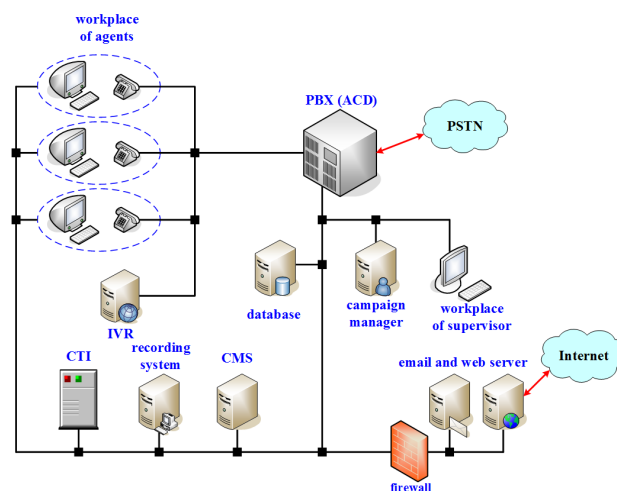 workplace
of agents
PBX (ACD)
PSTN
IVR
database
campaign
manager
workplace
of supervisor
CTI
recording
system
CMS
email and web server
Internet
firewall